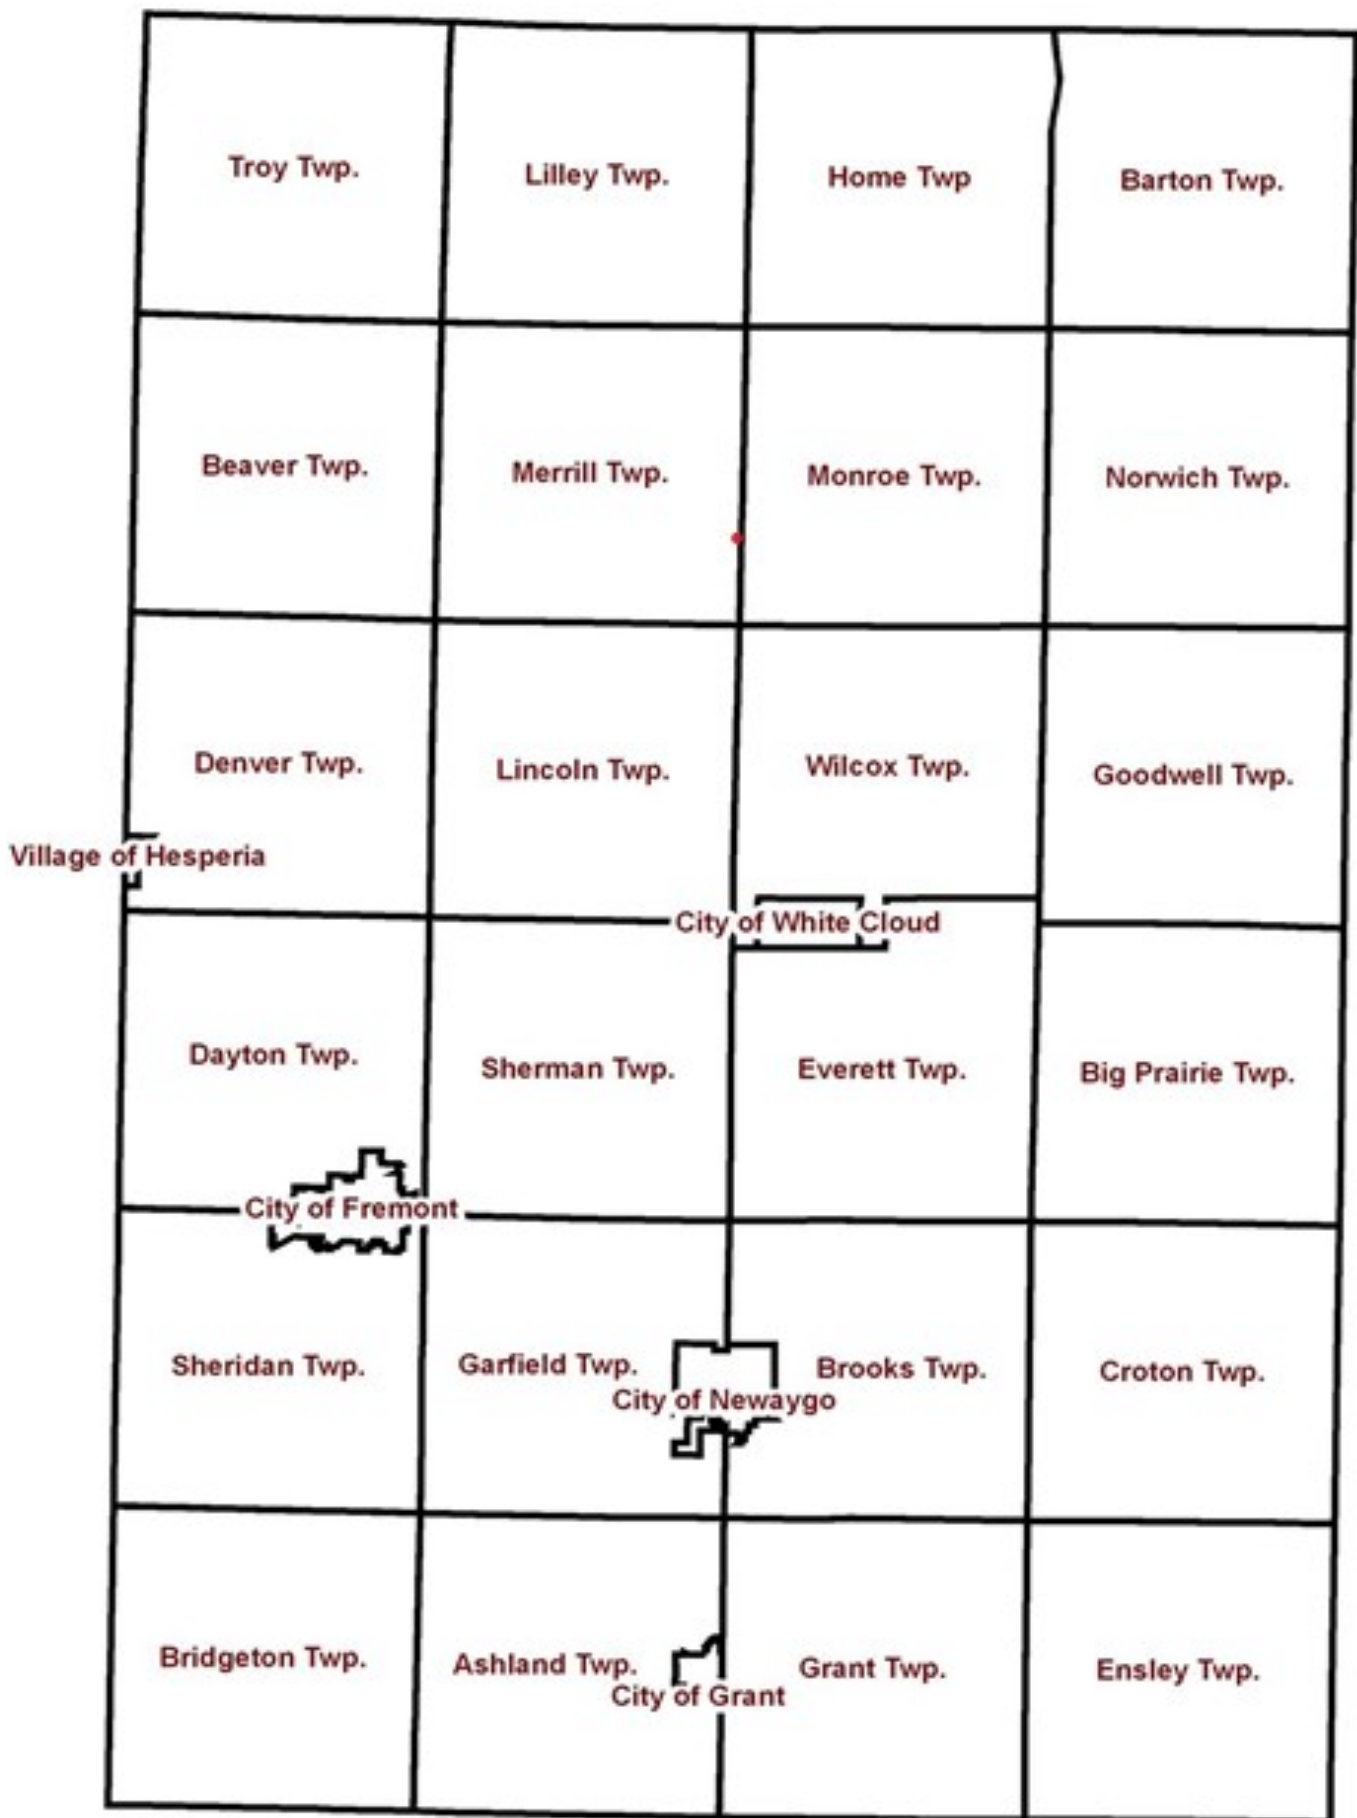 Troy Twp.
Lilley Twp.
Home Twp
Barton Twp.
Beaver Twp.
Merrill Twp.
Monroe Twp.
Norwich Twp.
Denver Twp.
Lincoln Twp.
Wilcox Twp.
Goodwell Twp.
Village of Hesperia
City of White Cloud
Dayton Twp.
Sherman Twp.
Everett Twp.
Big Prairie Twp.
City of Fremont
Sheridan Twp.
Garfield Twp.
Brooks Twp.
Croton Twp.
City of Newaygo
Bridgeton Twp.
Ashland Twp.
Grant Twp.
Ensley Twp.
City of Grant